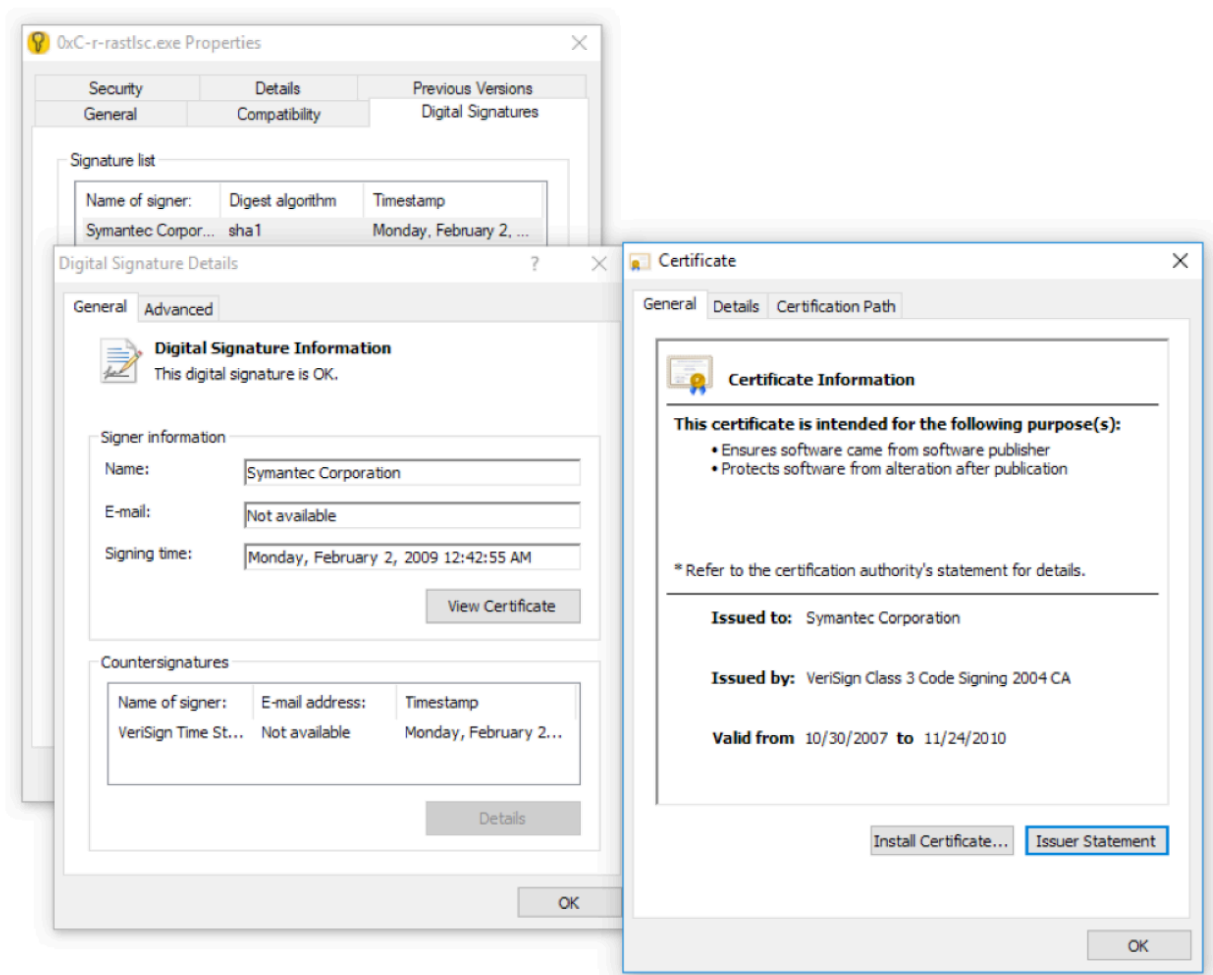 0xC-r-rastlsc.exe Properties
Security Details Previous Versions
General Compatibility Digital Signatures
Signature list
Name of signer: Digest algorithm Timestamp
Symantec Corpor... sha1 Monday, February 2, ...
Digital Signature Details
General Advanced
Digital Signature Information
This digital signature is OK.
Signer information
Name: Symantec Corporation
E-mail: Not available
Signing time: Monday, February 2, 2009 12:42:55 AM
View Certificate
Countersignatures
Name of signer: E-mail address: Timestamp
VeriSign Time St... Not available Monday, February 2...
Details
OK
Certificate
General Details Certification Path
Certificate Information
This certificate is intended for the following purpose(s):
• Ensures software came from software publisher
• Protects software from alteration after publication
* Refer to the certification authority's statement for details.
Issued to: Symantec Corporation
Issued by: VeriSign Class 3 Code Signing 2004 CA
Valid from 10/30/2007 to 11/24/2010
Install Certificate... Issuer Statement
OK